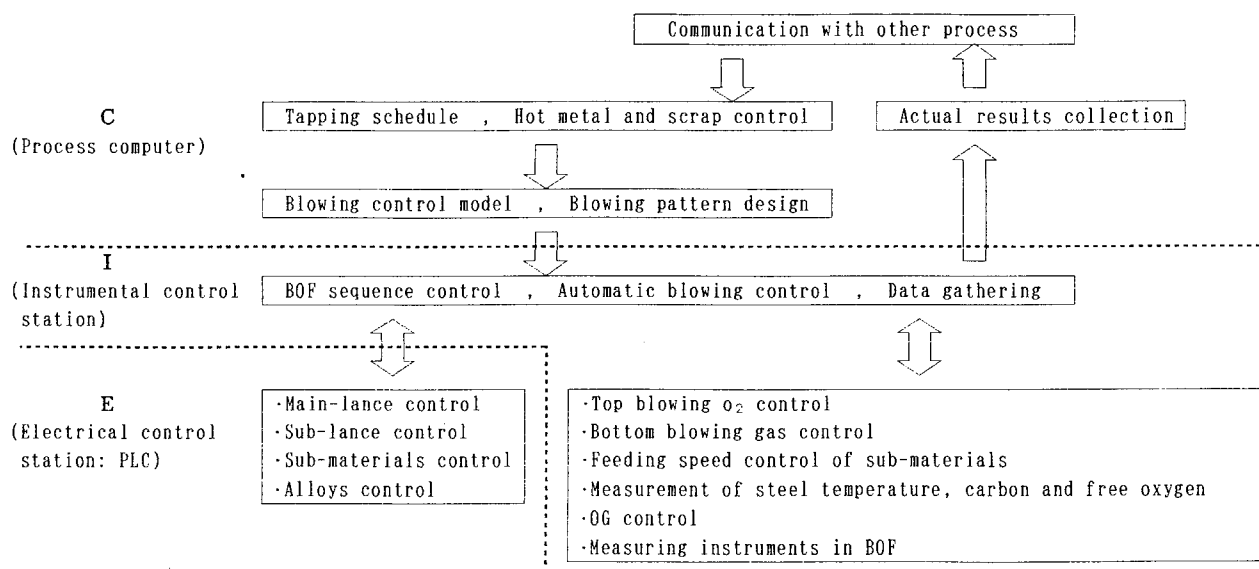 Communication with other process
C
(Process computer)
Tapping schedule , Hot metal and scrap control
Actual results collection
Blowing control model , Blowing pattern design
I
(Instrumental control
station)
BOF sequence control , Automatic blowing control , Data gathering
E
(Electrical control
station: PLC)
·Main-lance control
·Sub-lance control
·Sub-materials control
·Alloys control
·Top blowing o₂ control
·Bottom blowing gas control
·Feeding speed control of sub-materials
·Measurement of steel temperature, carbon and free oxygen
·OG control
·Measuring instruments in BOF